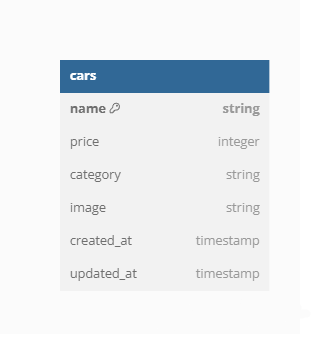 cars
name string
price integer
category string
image string
created_at timestamp
updated_at timestamp